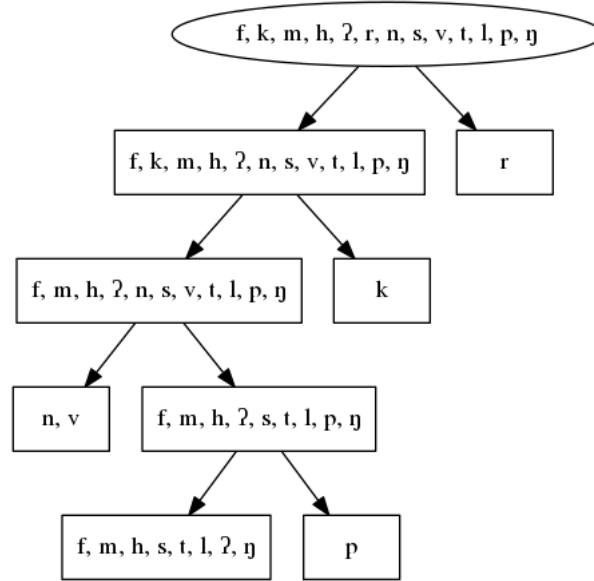 f, k, m, h, ʔ, r, n, s, v, t, l, p, ŋ
f, k, m, h, ʔ, n, s, v, t, l, p, ŋ
r
f, m, h, ʔ, n, s, v, t, l, p, ŋ
k
n, v
f, m, h, ʔ, s, t, l, p, ŋ
f, m, h, s, t, l, ʔ, ŋ
p